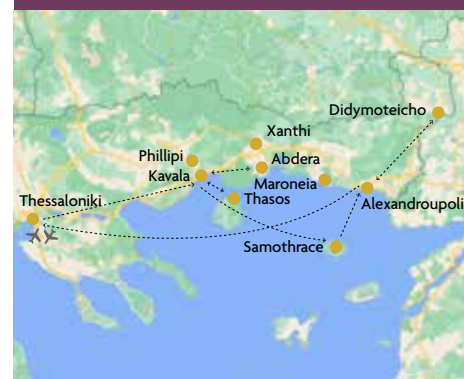 Didymoteicho
Xanthi
Phillipi
Abdera
Kavala
Maroneia
Thessaloniki
Thasos
Alexandroupoli
Samothrace